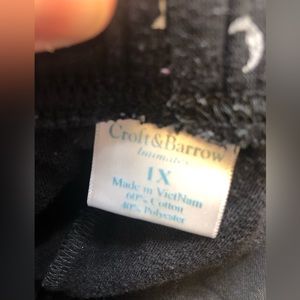 Croft&Barrow
Intimates
1X
Made in VietNam
60% Cotton
40% Polyester